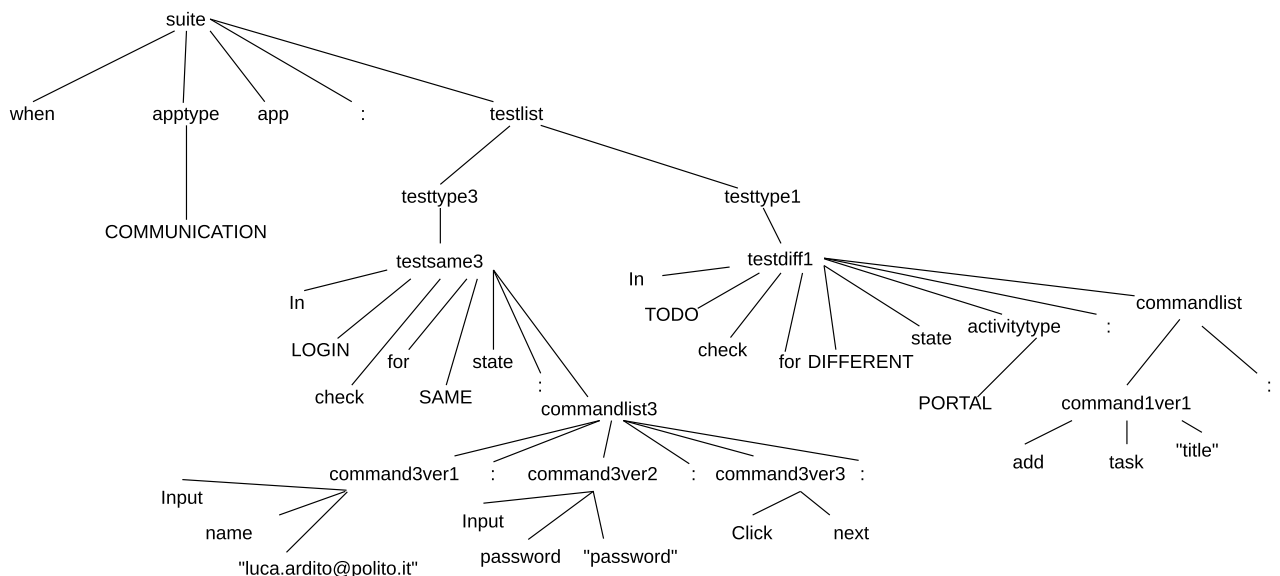 suite
when apptype app : testlist
testtype3 testtype1
COMMUNICATION
testsame3 testdiff1
In In
TODO commandlist
LOGIN check for state : check for DIFFERENT state activitytype :
check SAME : commandlist3 PORTAL command1ver1 :
add task "title"
command3ver1 : command3ver2 : command3ver3 :
Input Input
name password "password" Click next
"luca.ardito@polito.it"